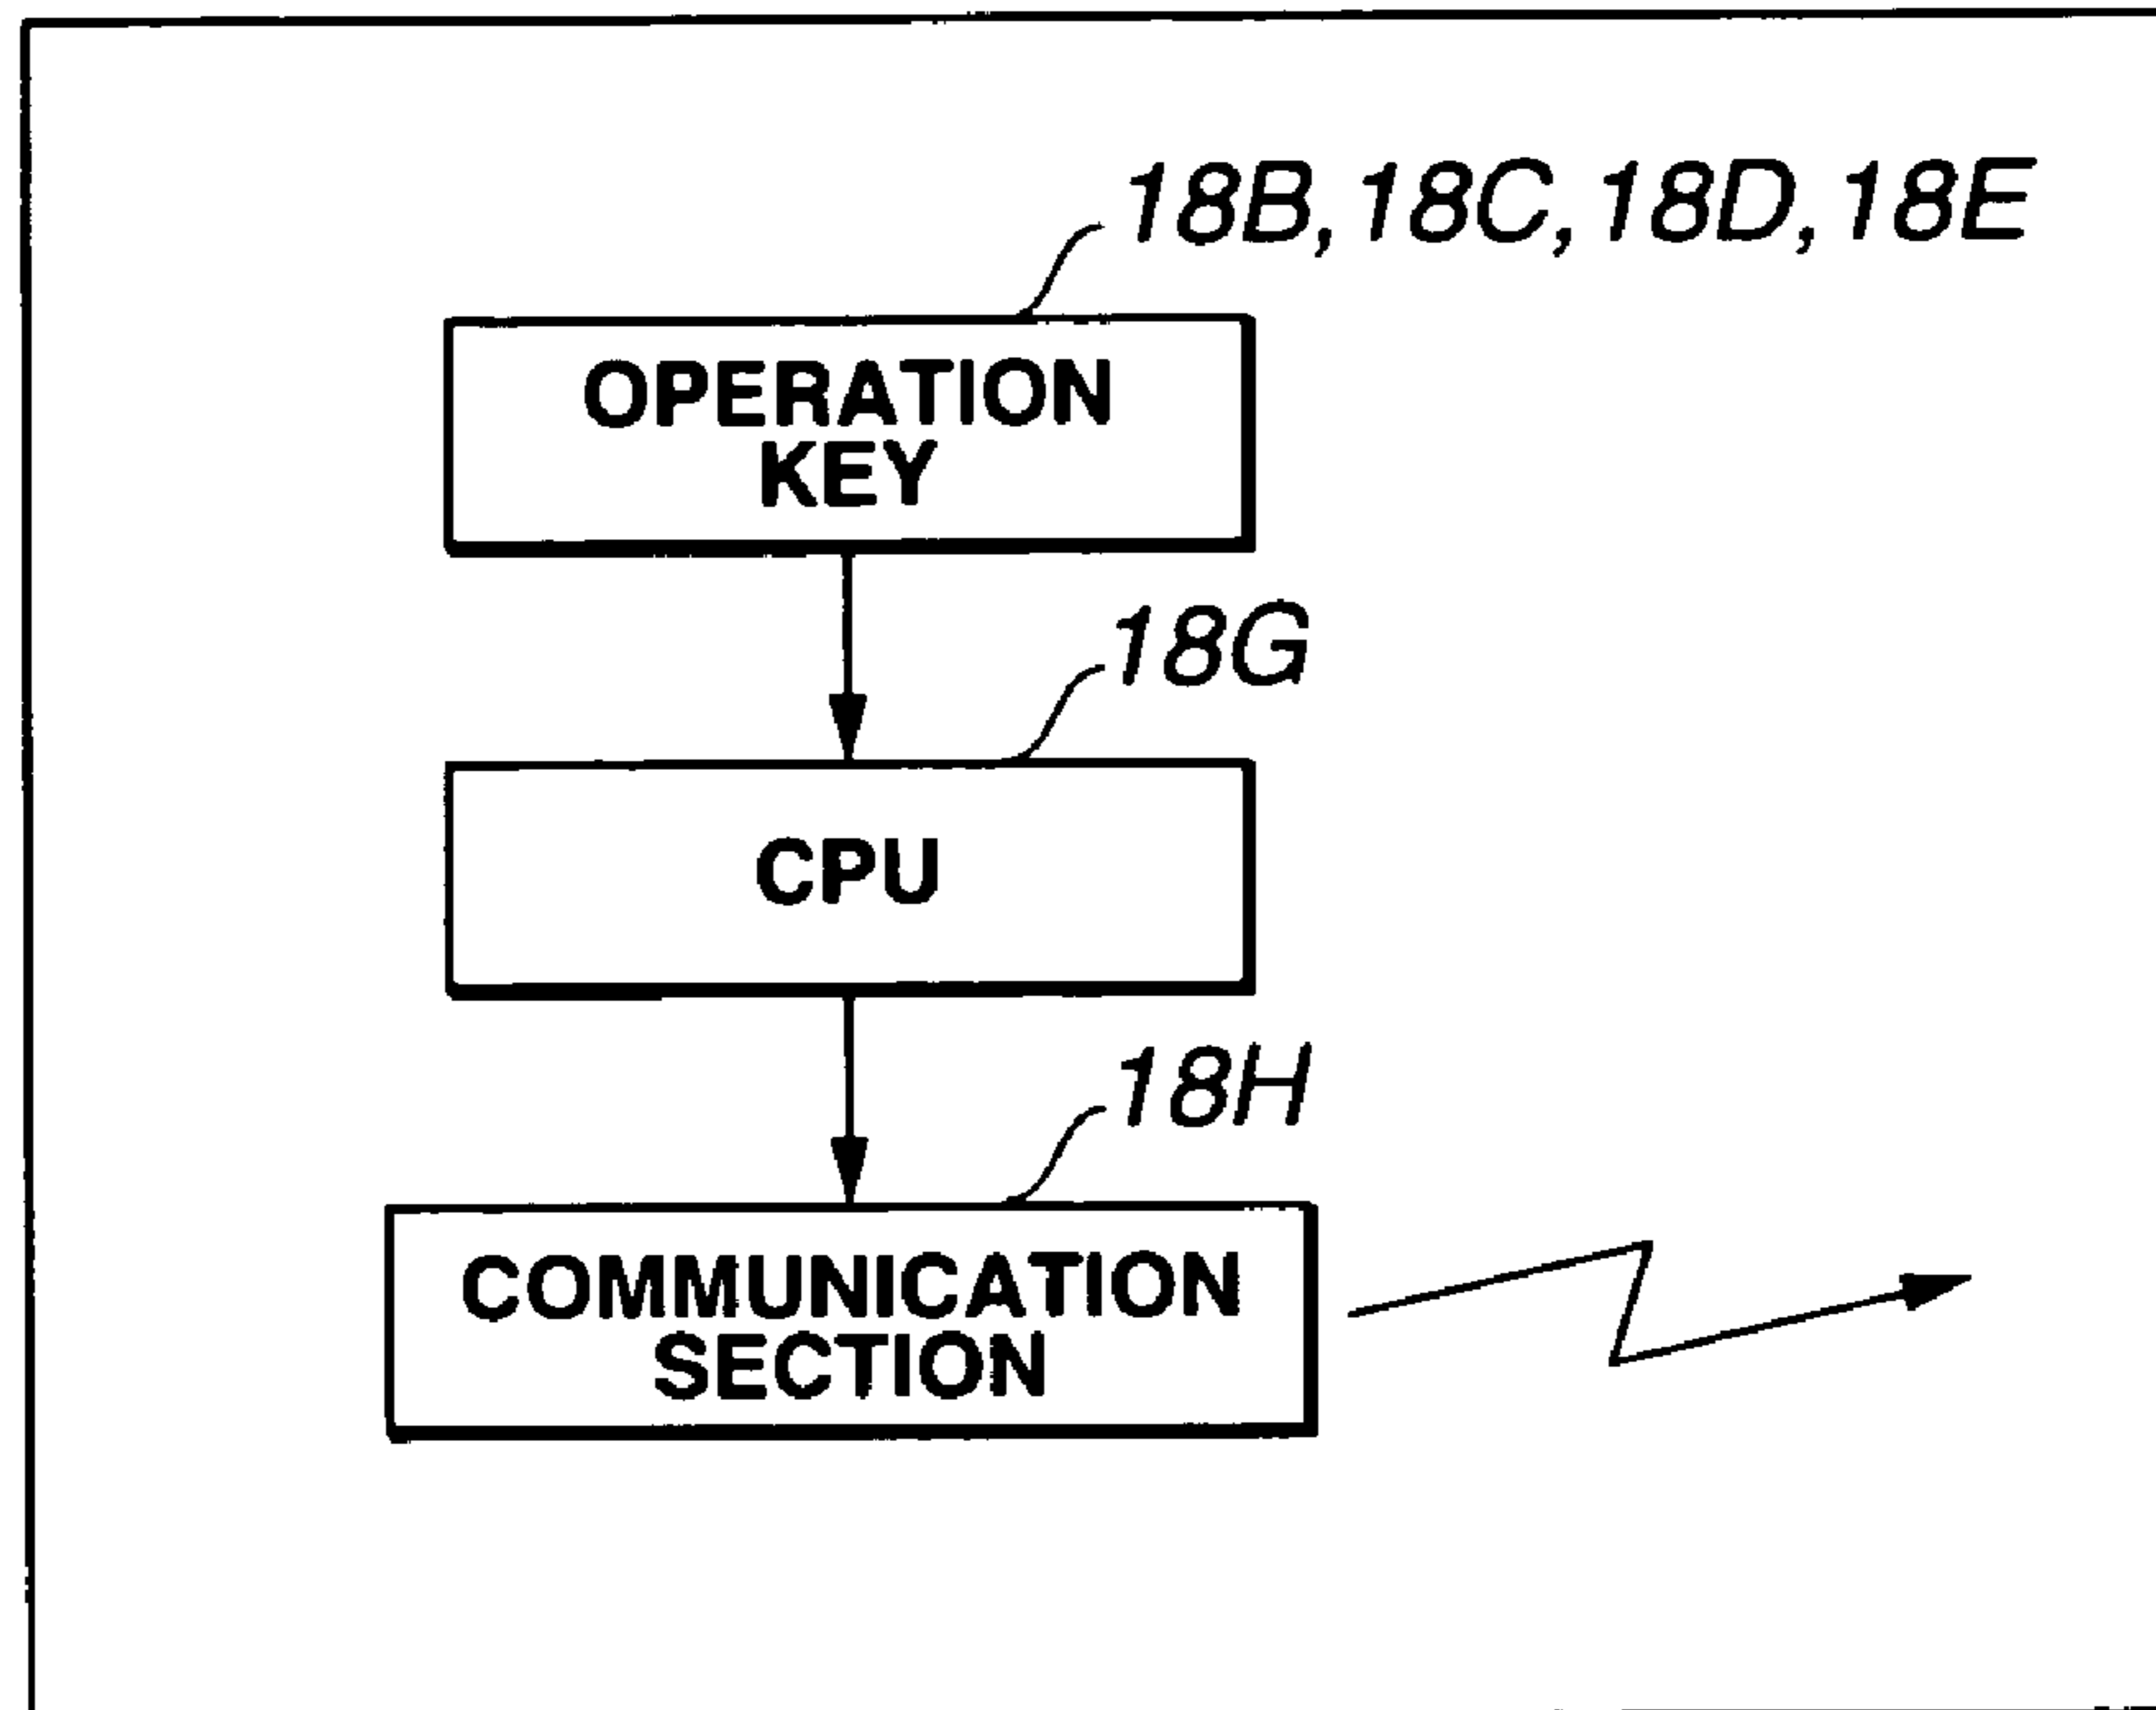 18B, 18C, 18D, 18E
OPERATION
KEY
18G
CPU
18H
COMMUNICATION
SECTION